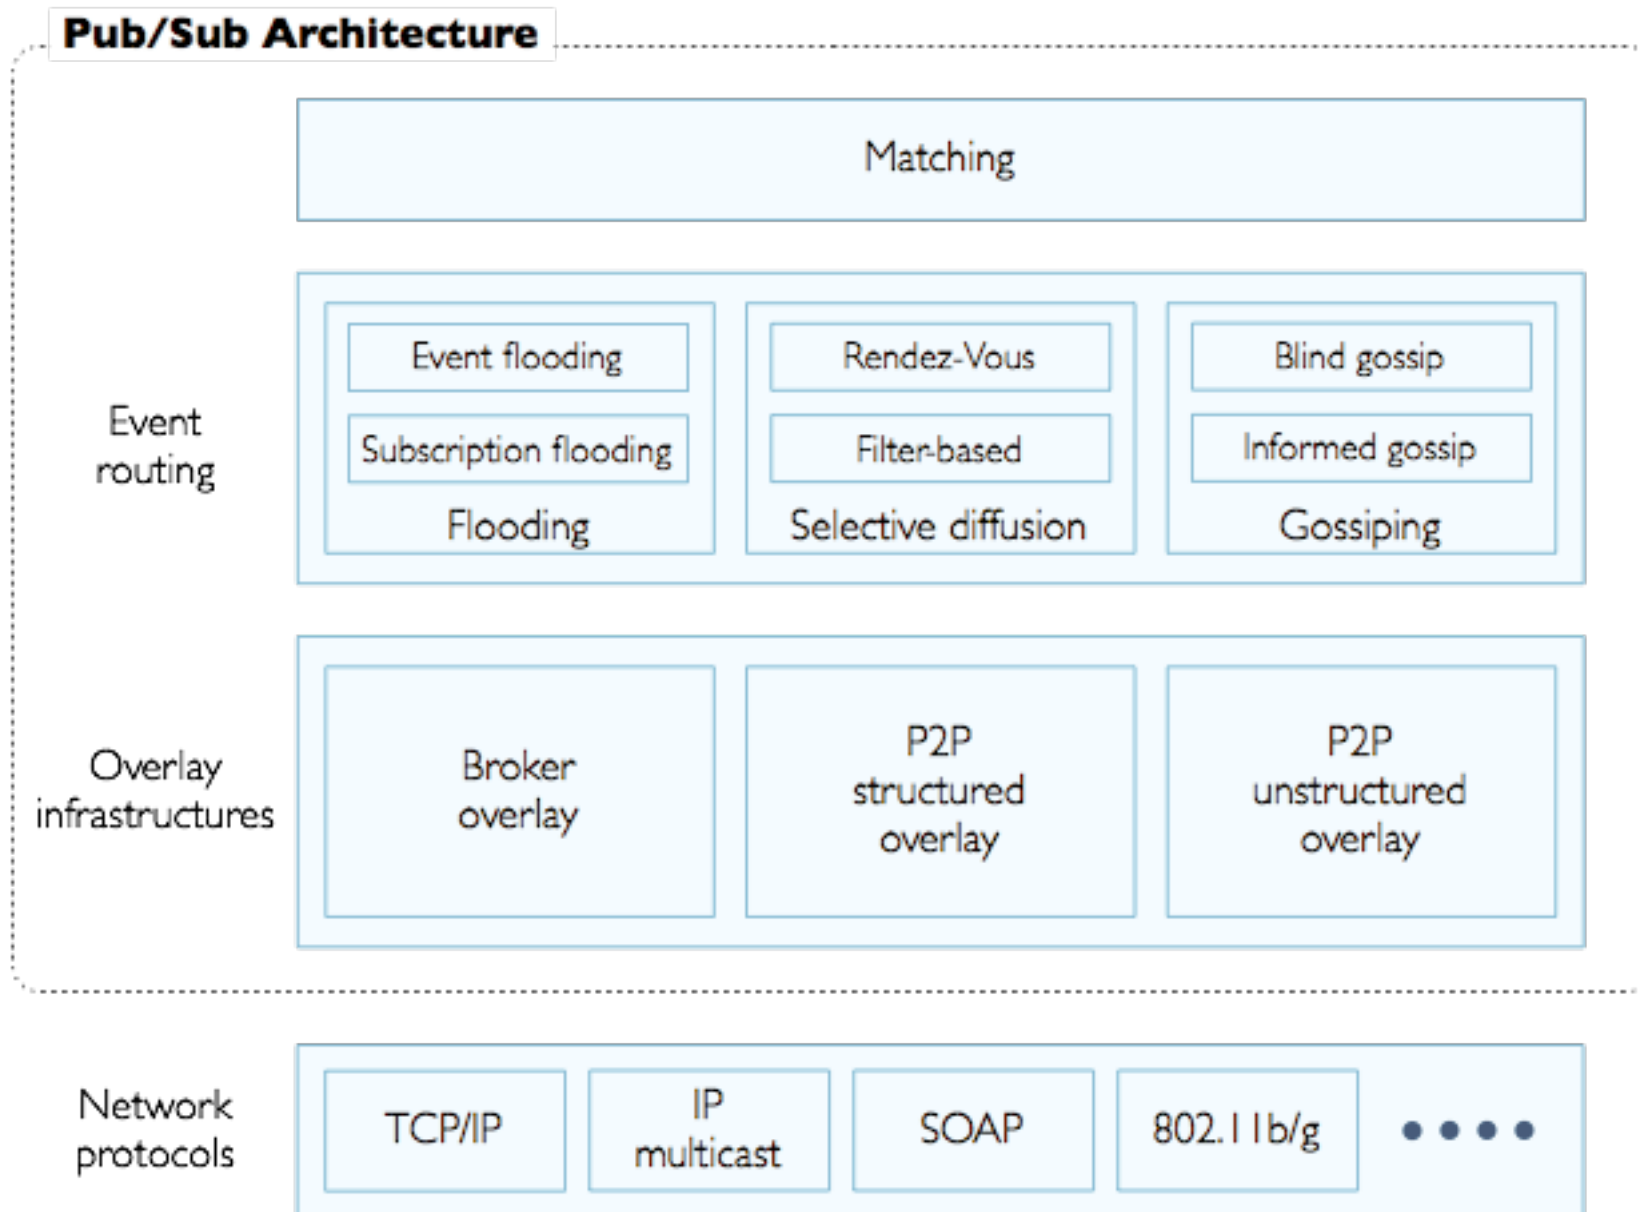 Pub/Sub Architecture
Matching
Event
routing
Event flooding
Subscription flooding
Flooding
Rendez-Vous
Filter-based
Selective diffusion
Blind gossip
Informed gossip
Gossiping
Overlay
infrastructures
Broker
overlay
P2P
structured
overlay
P2P
unstructured
overlay
Network
protocols
TCP/IP
IP
multicast
SOAP
802.11b/g